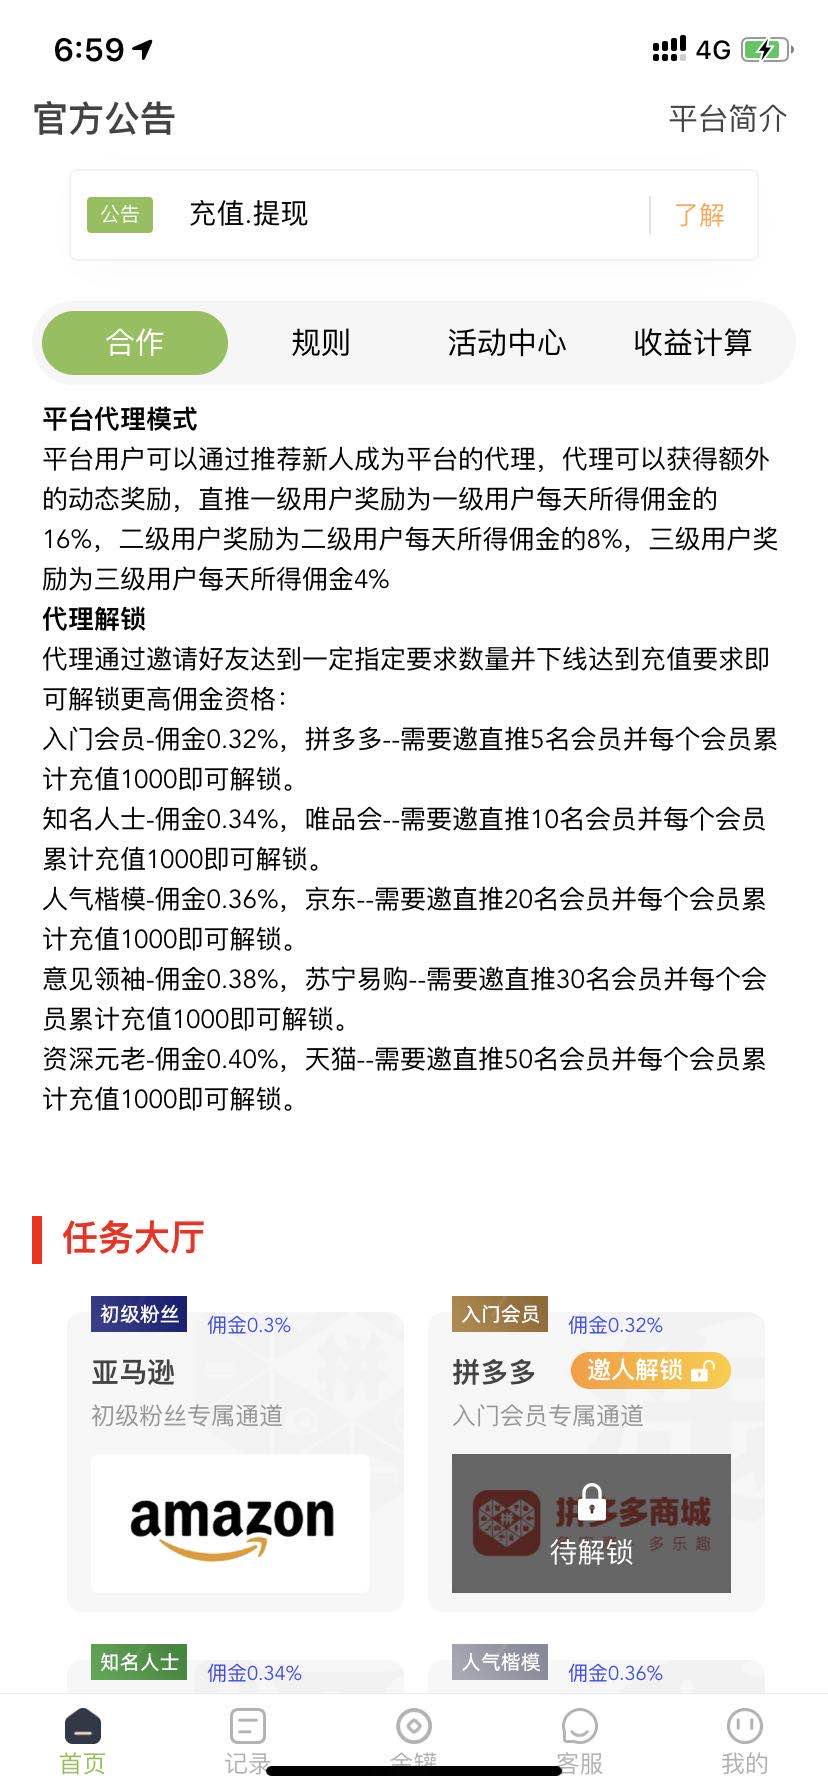 6:59
4G
官方公告
平台简介
公告
充值.提现
了解
合作
规则
活动中心
收益计算
平台代理模式
平台用户可以通过推荐新人成为平台的代理，代理可以获得额外
的动态奖励，直推一级用户奖励为一级用户每天所得佣金的
16%，二级用户奖励为二级用户每天所得佣金的8%，三级用户奖
励为三级用户每天所得佣金4%
代理解锁
代理通过邀请好友达到一定指定要求数量并下线达到充值要求即
可解锁更高佣金资格：
入门会员-佣金0.32%，拼多多--需要邀直推5名会员并每个会员累
计充值1000即可解锁。
知名人士-佣金0.34%，唯品会--需要邀直推10名会员并每个会员
累计充值1000即可解锁。
人气楷模-佣金0.36%，京东--需要邀直推20名会员并每个会员累
计充值1000即可解锁。
意见领袖-佣金0.38%，苏宁易购--需要邀直推30名会员并每个会
员累计充值1000即可解锁。
资深元老-佣金0.40%，天猫--需要邀直推50名会员并每个会员累
计充值1000即可解锁。
任务大厅
初级粉丝
佣金0.3%
亚马逊
初级粉丝专属通道
amazon
入门会员
佣金0.32%
拼多多
邀人解锁
入门会员专属通道
拼多多商城
多乐趣
待解锁
知名人士
佣金0.34%
人气楷模
佣金0.36%
首页
记录
客服
我的